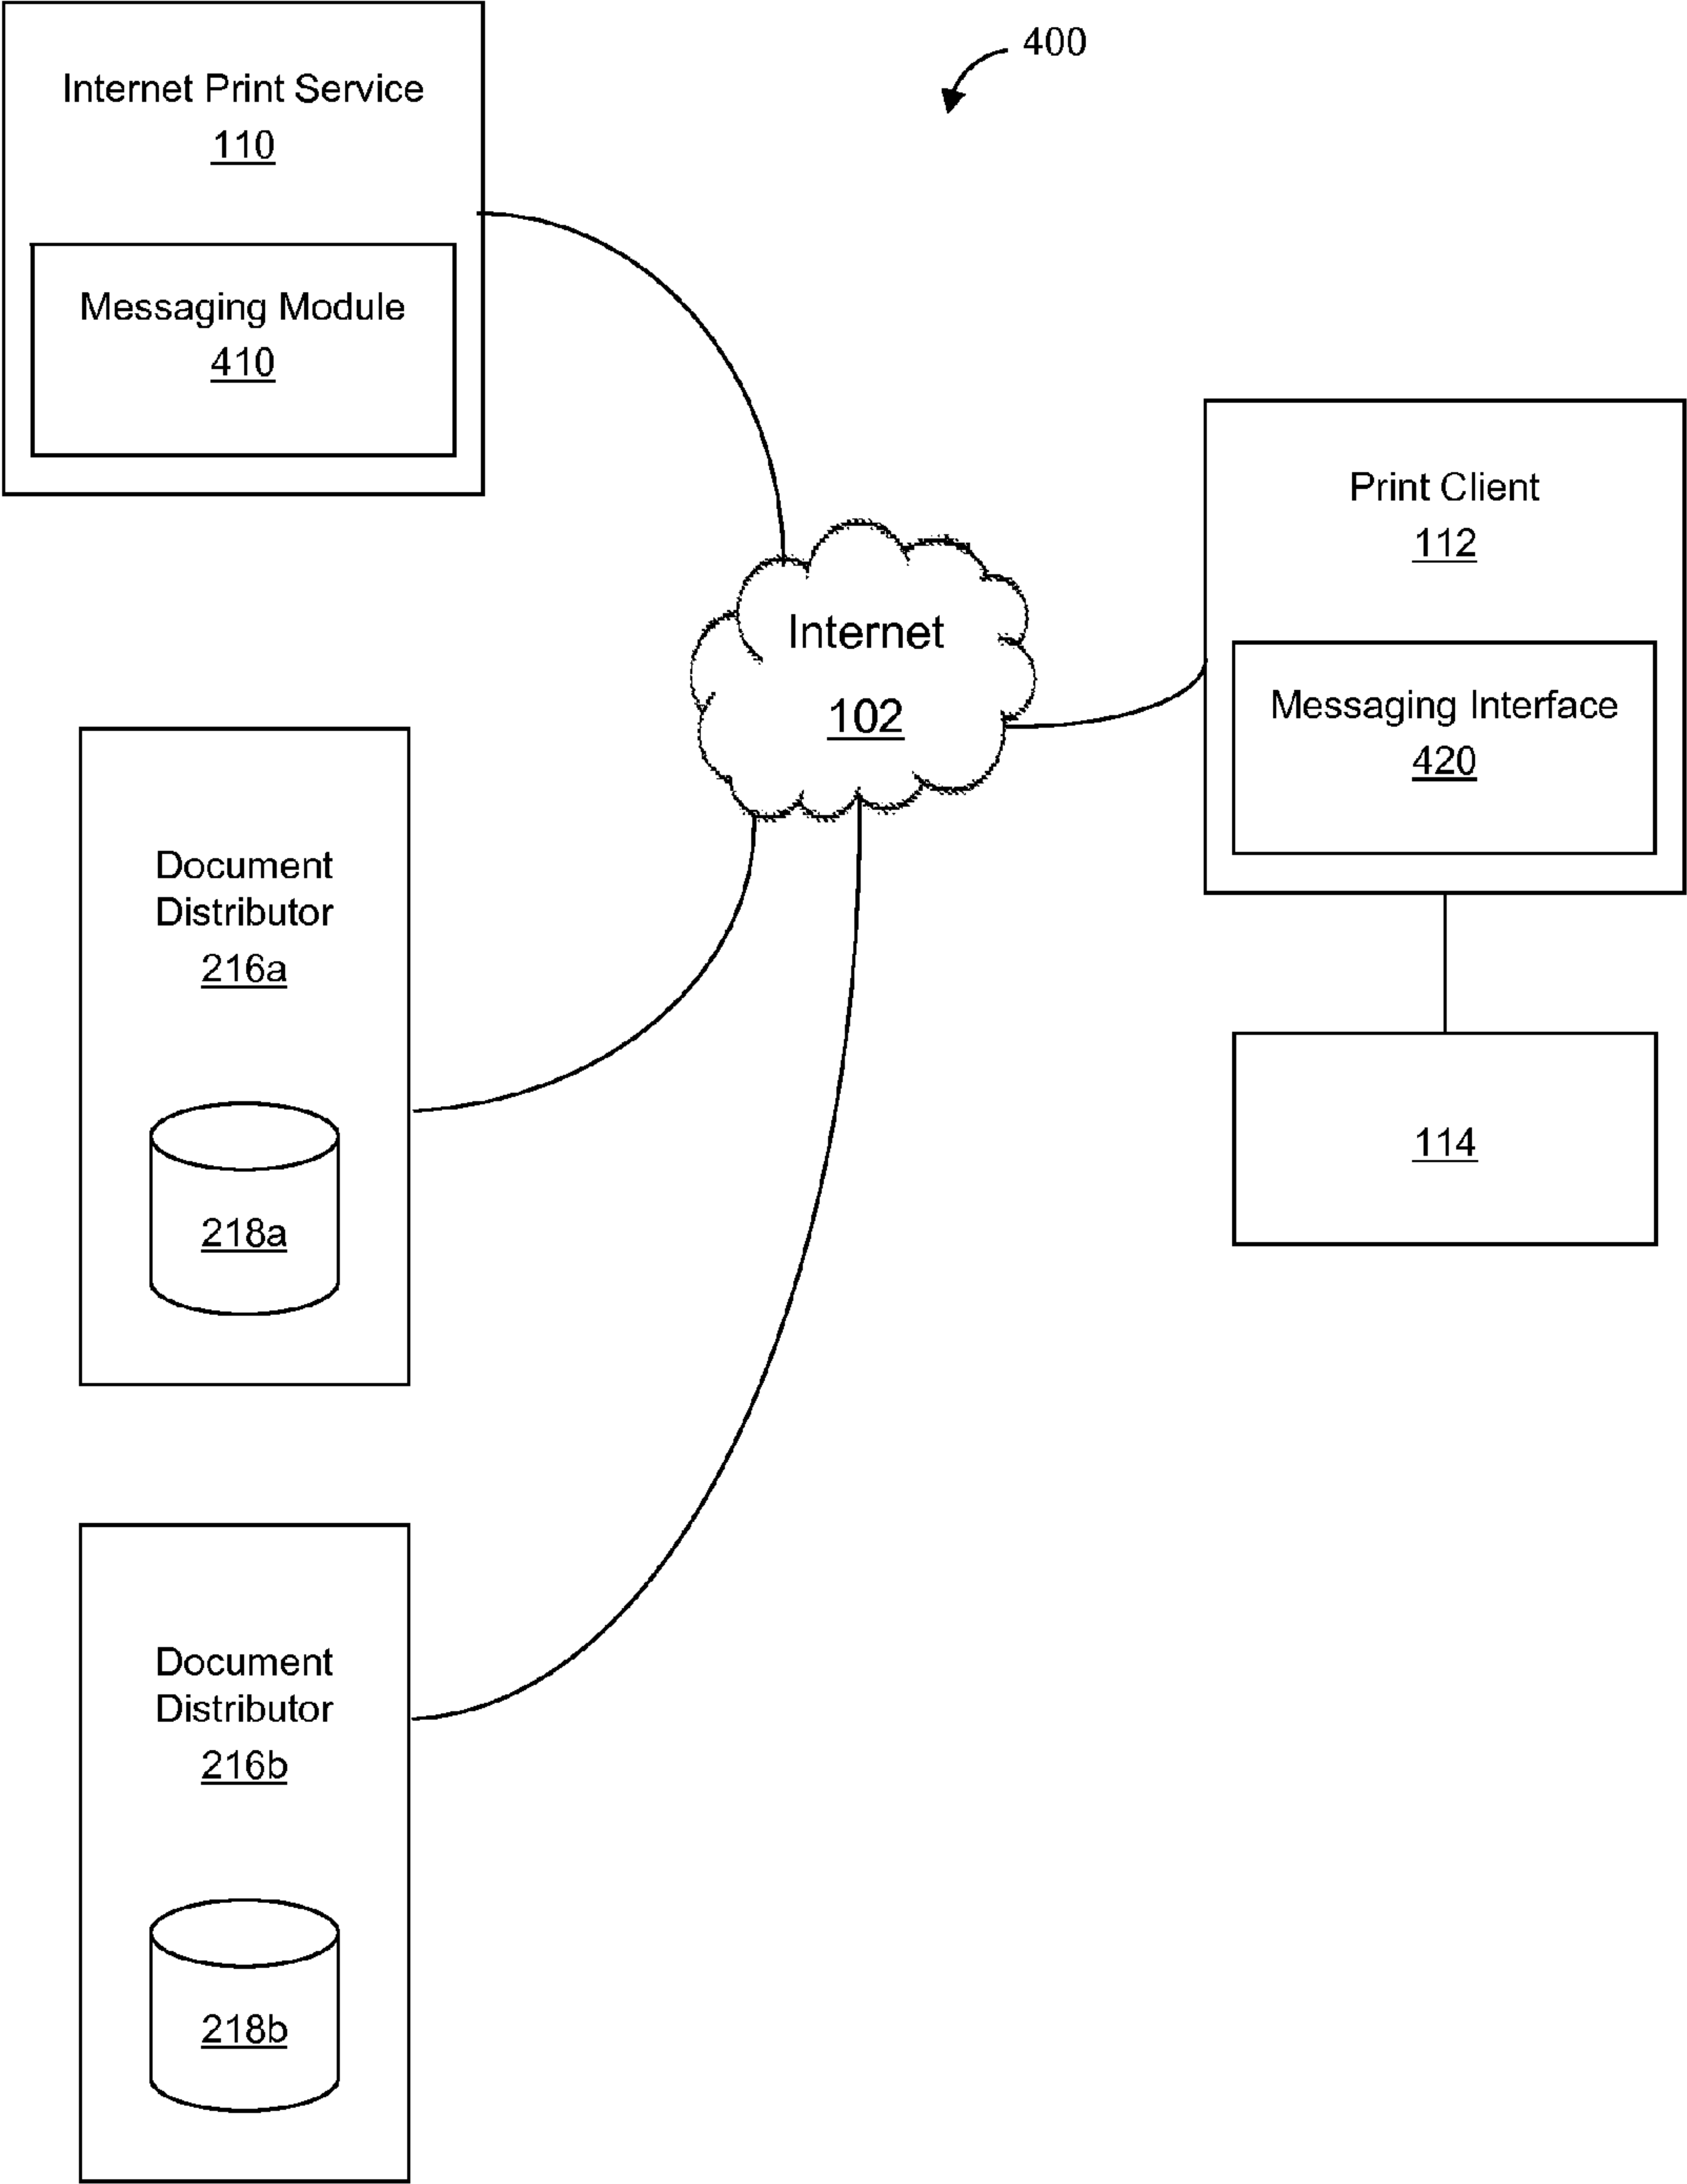 400
Internet Print Service
110
Messaging Module
410
Print Client
112
Internet
102
Messaging Interface
420
Document
Distributor
216a
218a
114
Document
Distributor
216b
218b